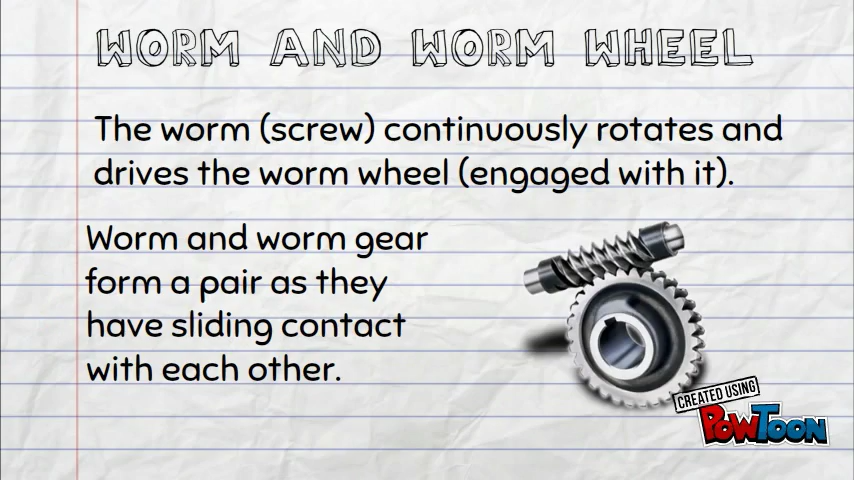 WORM AND WORM WHEEL
The worm (screw) continuously rotates and
drives the worm wheel (engaged with it).
Worm and worm gear
form a pair as they
have sliding contact
with each other.
CREATED USING
POWTOON